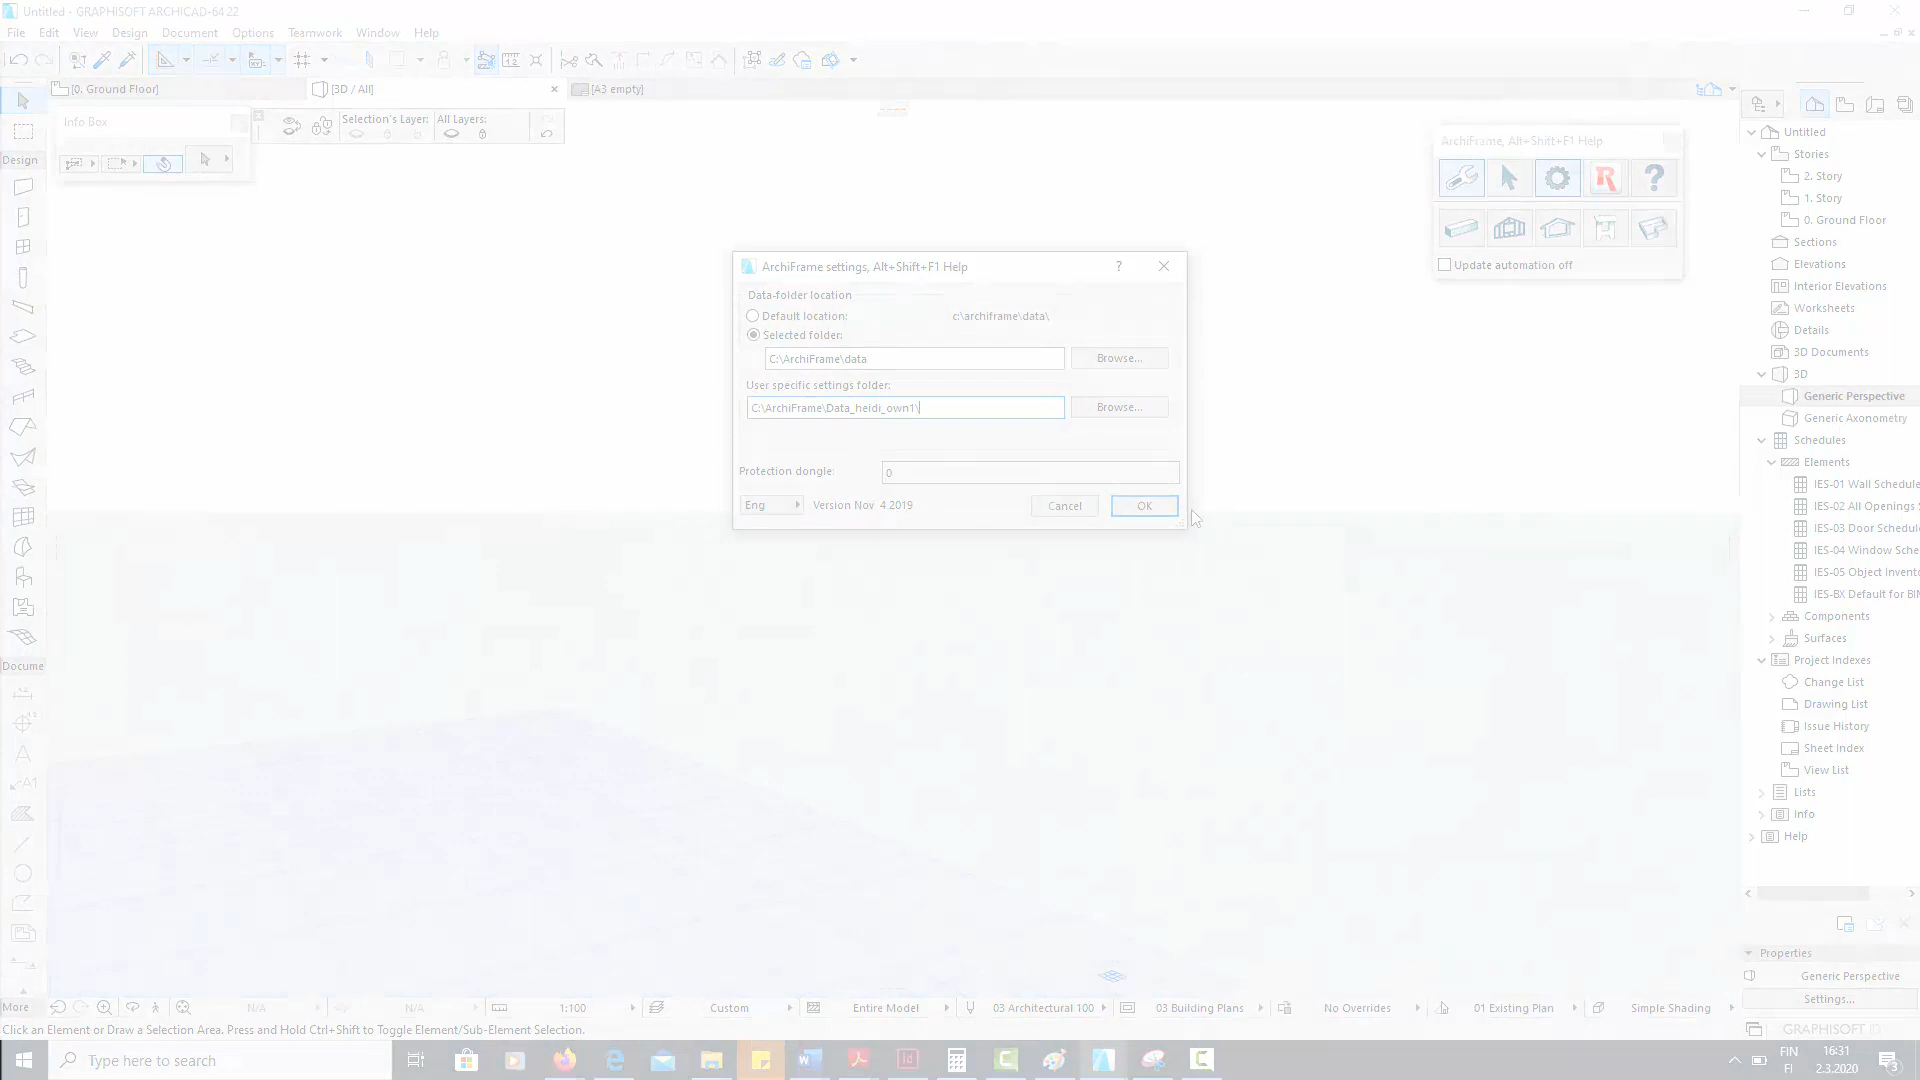 Untitled - GRAPHISOFT ARCHICAD-64 22
File Edit View Design Document Options Teamwork Window Help
[0. Ground Floor] [3D / All] [A3 empty]
Info Box
Selection's Layer: All Layers:
Design
ArchiFrame, Alt+Shift+F1 Help
Update automation off
ArchiFrame settings, Alt+Shift+F1 Help
Data-folder location
Default location: c:\archiframe\data\
Selected folder:
C:\ArchiFrame\data
Browse...
User specific settings folder:
C:\ArchiFrame\Data_heidi_own1\
Browse...
Protection dongle: 0
Eng Version Nov 4 2019 Cancel OK
Untitled
Stories
2. Story
1. Story
0. Ground Floor
Sections
Elevations
Interior Elevations
Worksheets
Details
3D Documents
3D
Generic Perspective
Generic Axonometry
Schedules
Elements
IES-01 Wall Schedule
IES-02 All Openings S
IES-03 Door Schedule
IES-04 Window Sche
IES-05 Object Invento
IES-BX Default for BIM
Components
Surfaces
Project Indexes
Change List
Drawing List
Issue History
Sheet Index
View List
Lists
Info
Help
Docume
Properties
Generic Perspective
Settings...
More N/A N/A 1:100 Custom Entire Model 03 Architectural 100 03 Building Plans No Overrides 01 Existing Plan Simple Shading
Click an Element or Draw a Selection Area. Press and Hold Ctrl+Shift to Toggle Element/Sub-Element Selection.
GRAPHISOFT ID
Type here to search
FIN
FI
16:31
2.3.2020
3